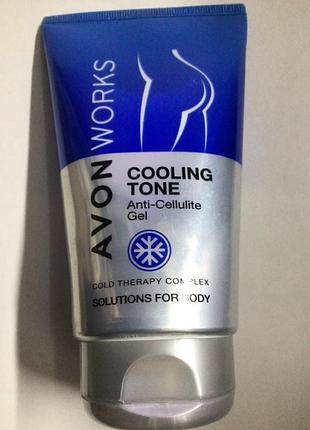 AVON WORKS
COOLING
TONE
Anti-Cellulite
Gel
COLD THERAPY COMPLEX
SOLUTIONS FOR BODY